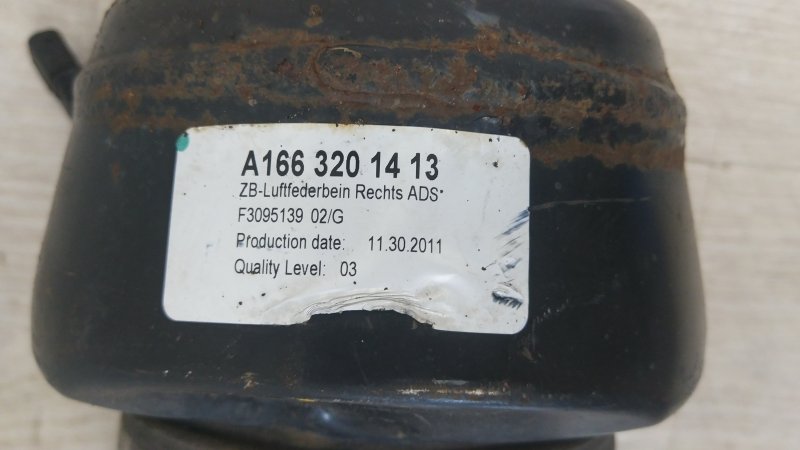 A166 320 14 13
ZB-Luftfederbein Rechts ADS*
F3095139 02/G
Production date: 11.30.2011
Quality Level: 03